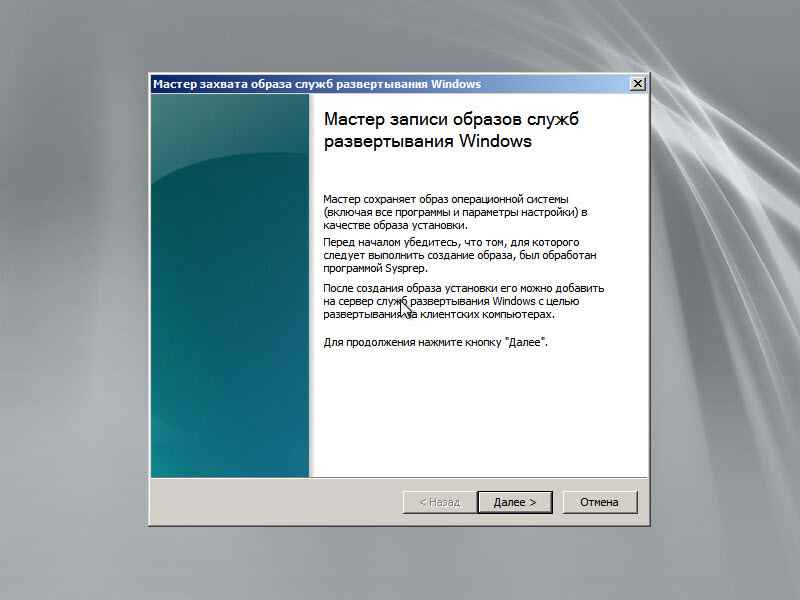 Мастер захвата образа служб развертывания Windows
Мастер записи образов служб
развертывания Windows
Мастер сохраняет образ операционной системы
(включая все программы и параметры настройки) в
качестве образа установки.
Перед началом убедитесь, что том, для которого
следует выполнить создание образа, был обработан
программой Sysprep.
После создания образа установки его можно добавить
на сервер служб развертывания Windows с целью
развертывания на клиентских компьютерах.
Для продолжения нажмите кнопку "Далее".
< Назад Далее > Отмена